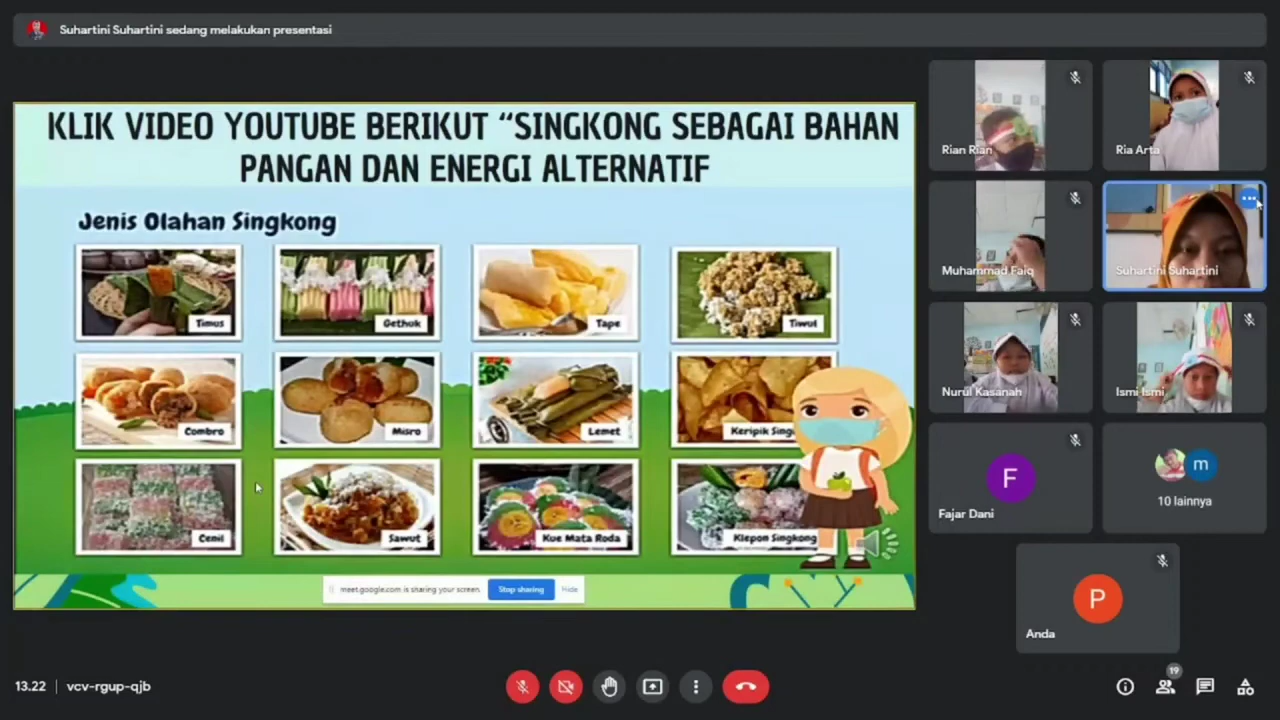 Suhartini Suhartini sedang melakukan presentasi
KLIK VIDEO YOUTUBE BERIKUT “SINGKONG SEBAGAI BAHAN
PANGAN DAN ENERGI ALTERNATIF
Jenis Olahan Singkong
Timus
Gethuk
Tape
Tiwul
Combro
Misro
Lemet
Keripik
Cenil
Sawut
Kue Mata Roda
Klepon Singkong
meet.google.com is sharing your screen.
Stop sharing
Hide
Rian Rian
Ria Arta
Muhammad Faiq
Suhartini Suhartini
Nurul Kasanah
Ismi Ismi
F
Fajar Dani
m
10 lainnya
P
Anda
13.22
vcv-rgup-qjb
19